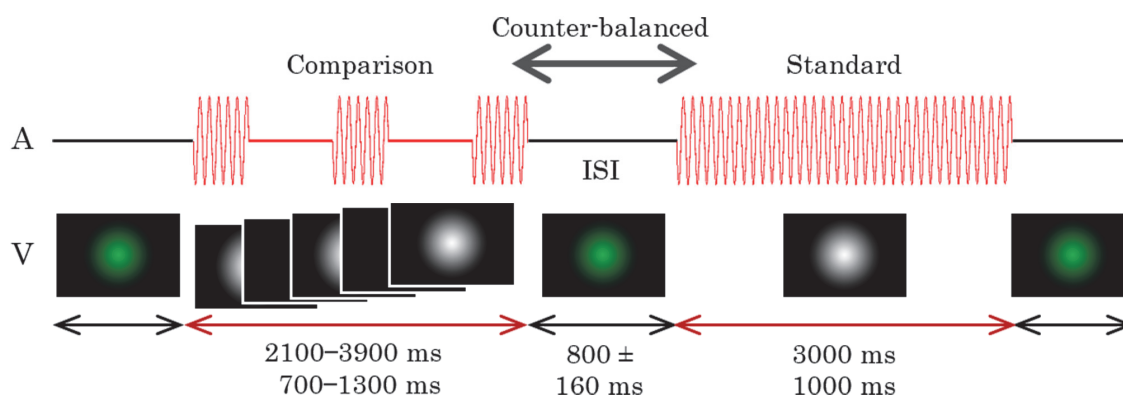 Counter-balanced
Comparison
Standard
A
ISI
V
2100–3900 ms
700–1300 ms
800 ±
160 ms
3000 ms
1000 ms